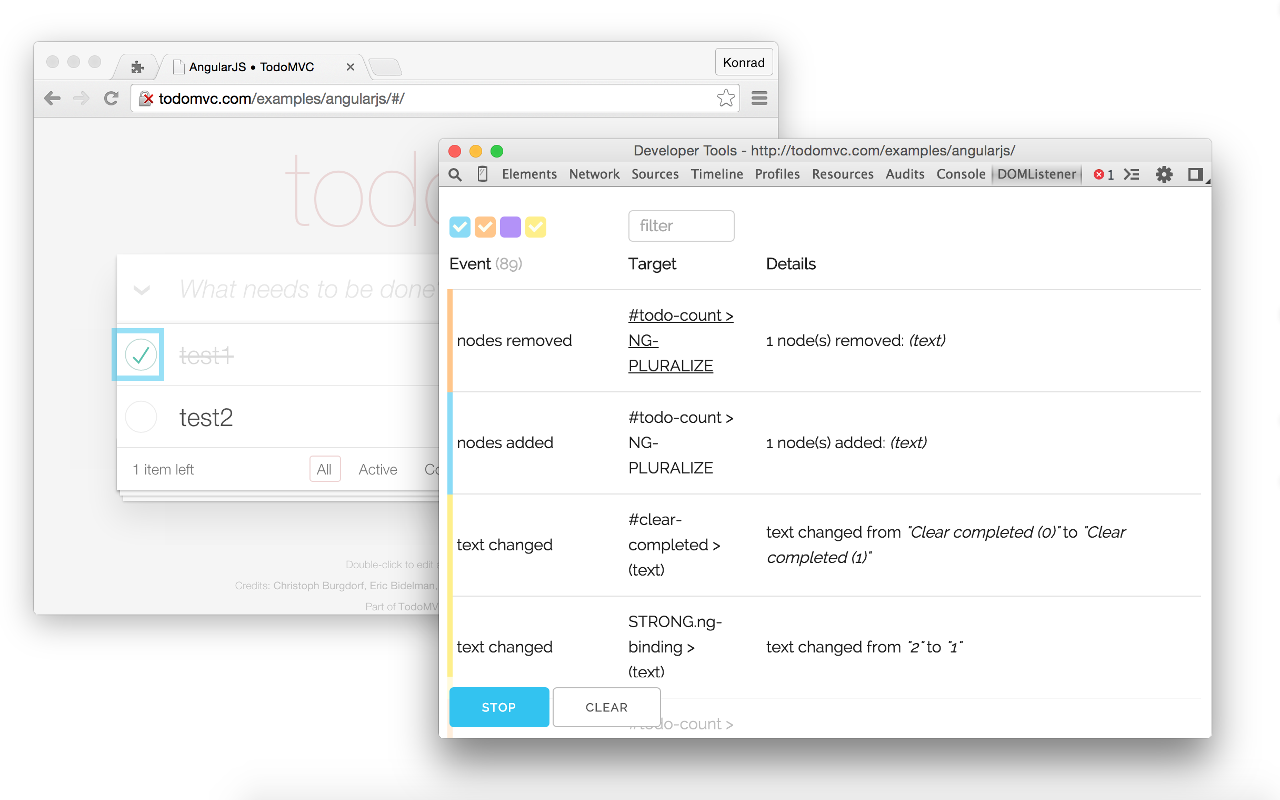 AngularJS • TodoMVC
Konrad
todomvc.com/examples/angularjs/#/
tod
What needs to be done
test1
test2
1 item left
All
Active
Co
Double-click to edit
Credits: Christoph Burgdorf, Eric Bidelman,
Part of TodoMV
Developer Tools - http://todomvc.com/examples/angularjs/
Elements Network Sources Timeline Profiles Resources Audits Console DOMListener 1
filter
Event (89) Target Details
nodes removed
#todo-count >
NG-
PLURALIZE
1 node(s) removed: (text)
nodes added
#todo-count >
NG-
PLURALIZE
1 node(s) added: (text)
text changed
#clear-
completed >
(text)
text changed from "Clear completed (0)" to "Clear
completed (1)"
text changed
STRONG.ng-
binding >
(text)
text changed from "2" to "1"
STOP
CLEAR
#todo-count >